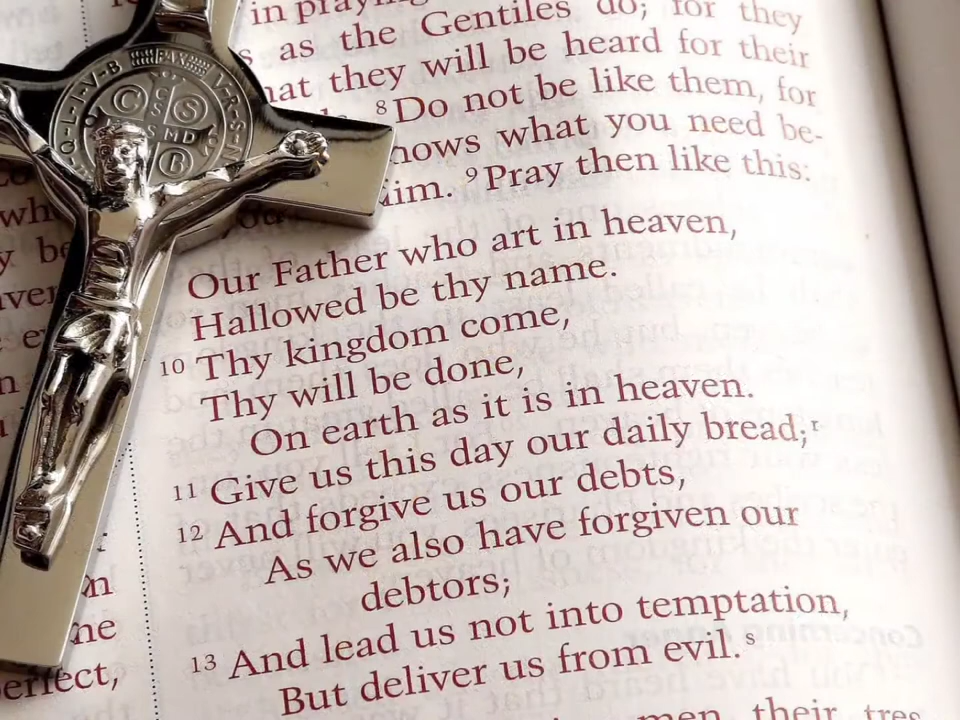 in praying
as the Gentiles do; for they
that they will be heard for their
8 Do not be like them, for
knows what you need be-
him. 9 Pray then like this:
Our Father who art in heaven,
Hallowed be thy name.
10 Thy kingdom come,
Thy will be done,
On earth as it is in heaven.
11 Give us this day our daily bread;r
12 And forgive us our debts,
As we also have forgiven our
debtors;
13 And lead us not into temptation,
But deliver us from evil.s
men their tres